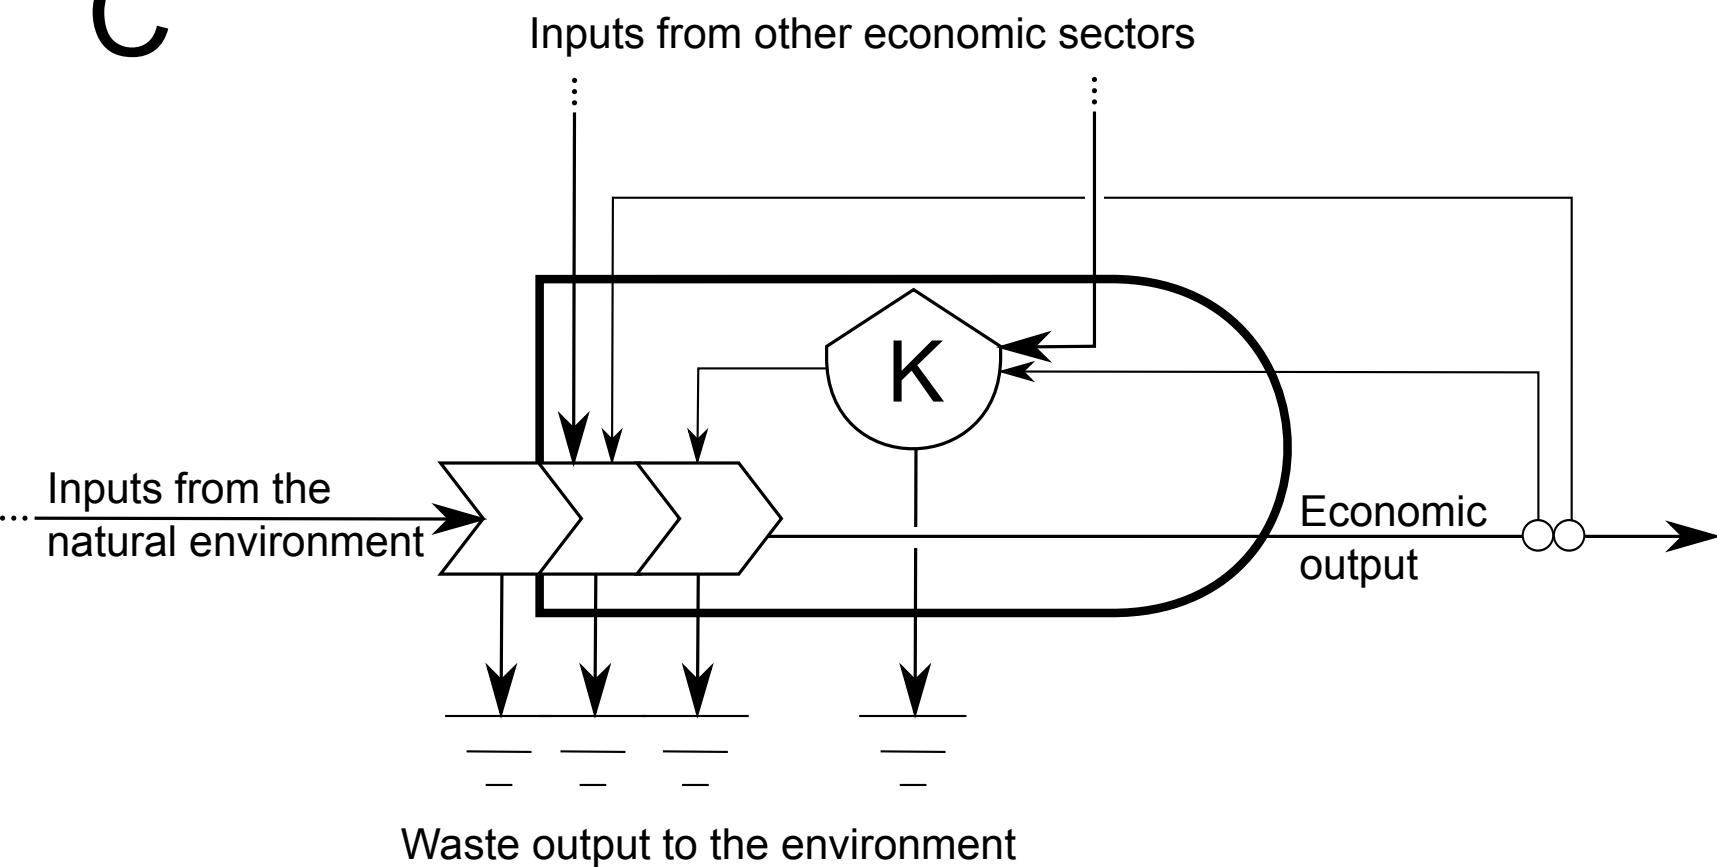 C
Inputs from other economic sectors
K
Inputs from the
natural environment
Economic
output
Waste output to the environment